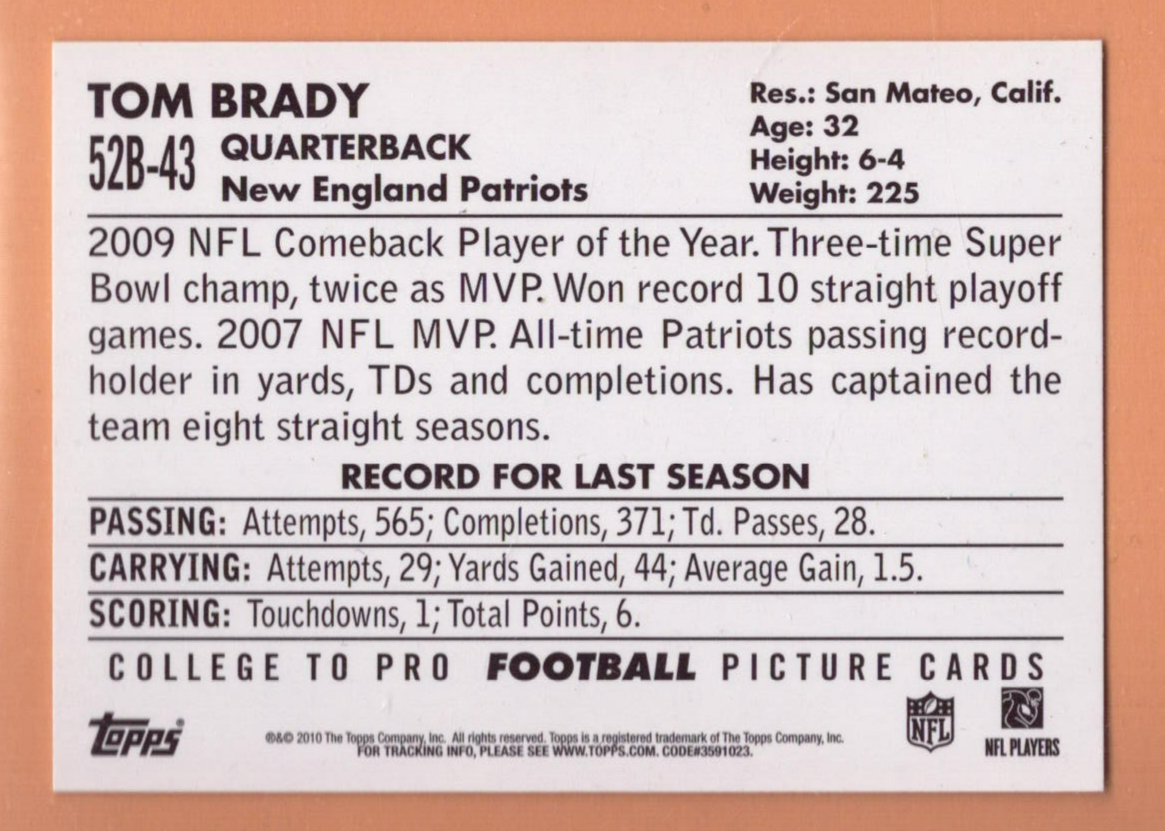 TOM BRADY
52B-43
QUARTERBACK
New England Patriots
Res.: San Mateo, Calif.
Age: 32
Height: 6-4
Weight: 225
2009 NFL Comeback Player of the Year. Three-time Super
Bowl champ, twice as MVP. Won record 10 straight playoff
games. 2007 NFL MVP. All-time Patriots passing record-
holder in yards, TDs and completions. Has captained the
team eight straight seasons.
RECORD FOR LAST SEASON
PASSING: Attempts, 565; Completions, 371; Td. Passes, 28.
CARRYING: Attempts, 29; Yards Gained, 44; Average Gain, 1.5.
SCORING: Touchdowns, 1; Total Points, 6.
COLLEGE TO PRO FOOTBALL PICTURE CARDS
topps®
®&© 2010 The Topps Company, Inc. All rights reserved. Topps is a registered trademark of The Topps Company, Inc.
FOR TRACKING INFO, PLEASE SEE WWW.TOPPS.COM. CODE#3591023.
NFL
NFL PLAYERS